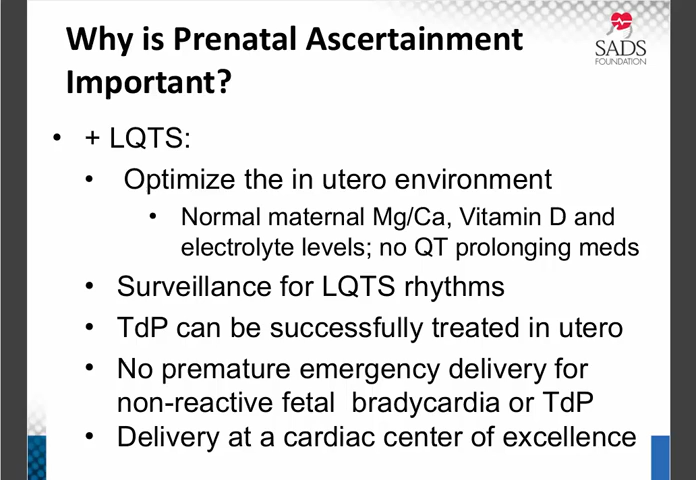 Why is Prenatal Ascertainment
Important?
SADS
FOUNDATION
• + LQTS:
• Optimize the in utero environment
• Normal maternal Mg/Ca, Vitamin D and
electrolyte levels; no QT prolonging meds
• Surveillance for LQTS rhythms
• TdP can be successfully treated in utero
• No premature emergency delivery for
non-reactive fetal bradycardia or TdP
• Delivery at a cardiac center of excellence